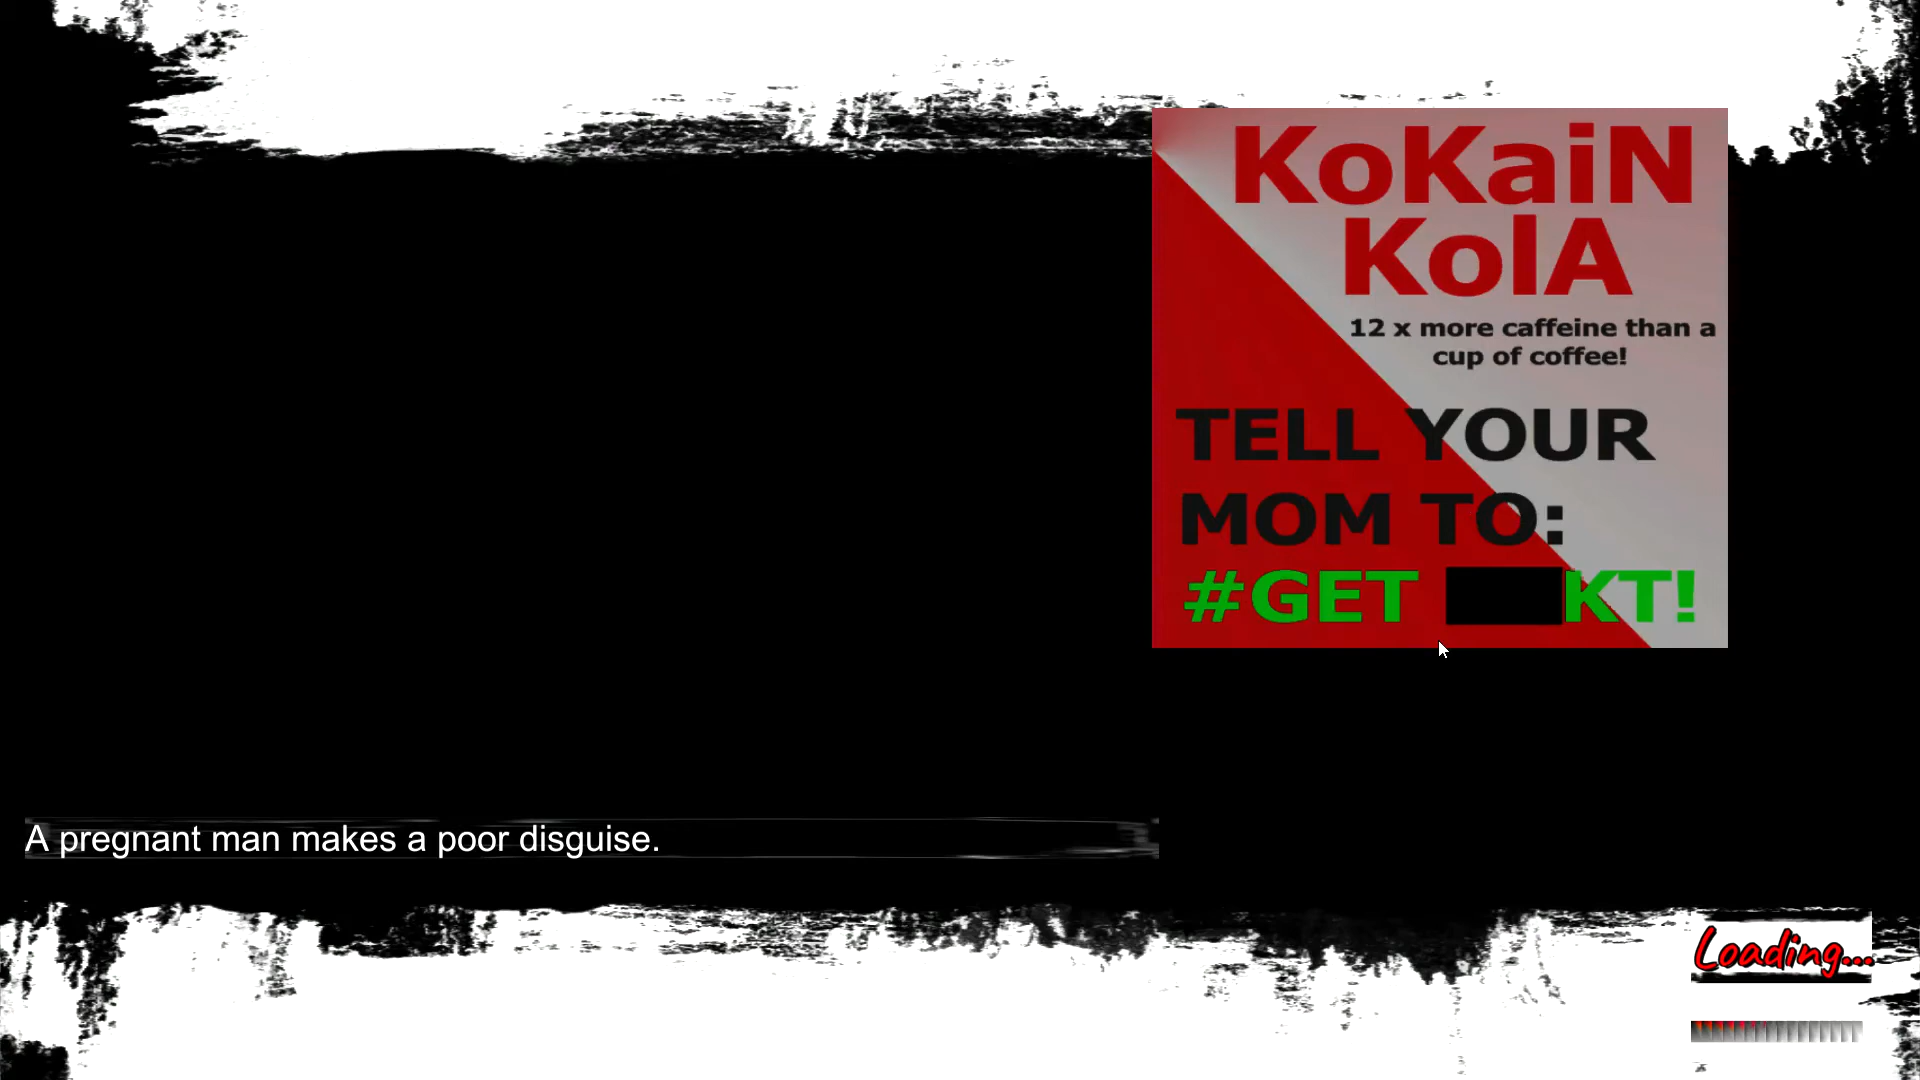 KoKaiN
KolA
12 x more caffeine than a
cup of coffee!
TELL YOUR
MOM TO:
#GET KT!
A pregnant man makes a poor disguise.
Loading...